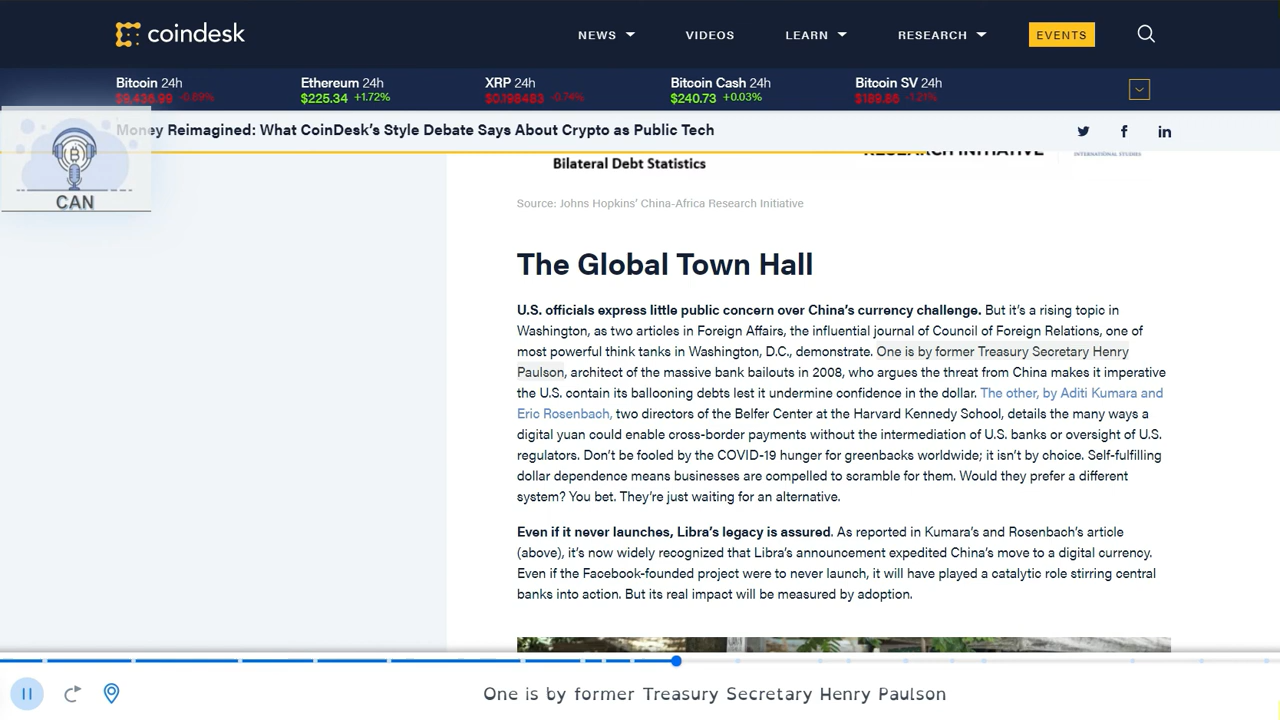 coindesk
NEWS
VIDEOS
LEARN
RESEARCH
EVENTS
Bitcoin 24h
$9,436.99 -0.89%
Ethereum 24h
$225.34 +1.72%
XRP 24h
$0.198483 -0.74%
Bitcoin Cash 24h
$240.73 +0.03%
Bitcoin SV 24h
$189.86 -1.21%
Money Reimagined: What CoinDesk's Style Debate Says About Crypto as Public Tech
CAN
RESEARCH INITIATIVE
INTERNATIONAL STUDIES
Bilateral Debt Statistics
Source: Johns Hopkins' China-Africa Research Initiative
The Global Town Hall
U.S. officials express little public concern over China's currency challenge. But it's a rising topic in
Washington, as two articles in Foreign Affairs, the influential journal of Council of Foreign Relations, one of
most powerful think tanks in Washington, D.C., demonstrate. One is by former Treasury Secretary Henry
Paulson, architect of the massive bank bailouts in 2008, who argues the threat from China makes it imperative
the U.S. contain its ballooning debts lest it undermine confidence in the dollar. The other, by Aditi Kumara and
Eric Rosenbach, two directors of the Belfer Center at the Harvard Kennedy School, details the many ways a
digital yuan could enable cross-border payments without the intermediation of U.S. banks or oversight of U.S.
regulators. Don't be fooled by the COVID-19 hunger for greenbacks worldwide; it isn't by choice. Self-fulfilling
dollar dependence means businesses are compelled to scramble for them. Would they prefer a different
system? You bet. They're just waiting for an alternative.
Even if it never launches, Libra's legacy is assured. As reported in Kumara's and Rosenbach's article
(above), it's now widely recognized that Libra's announcement expedited China's move to a digital currency.
Even if the Facebook-founded project were to never launch, it will have played a catalytic role stirring central
banks into action. But its real impact will be measured by adoption.
One is by former Treasury Secretary Henry Paulson